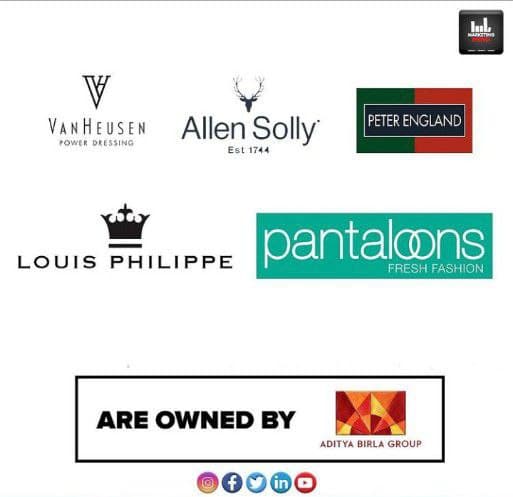 MARKETING
VANHEUSEN
POWER DRESSING
Allen Solly
Est 1744
PETER ENGLAND
LOUIS PHILIPPE
pantaloons
FRESH FASHION
ARE OWNED BY
ADITYA BIRLA GROUP